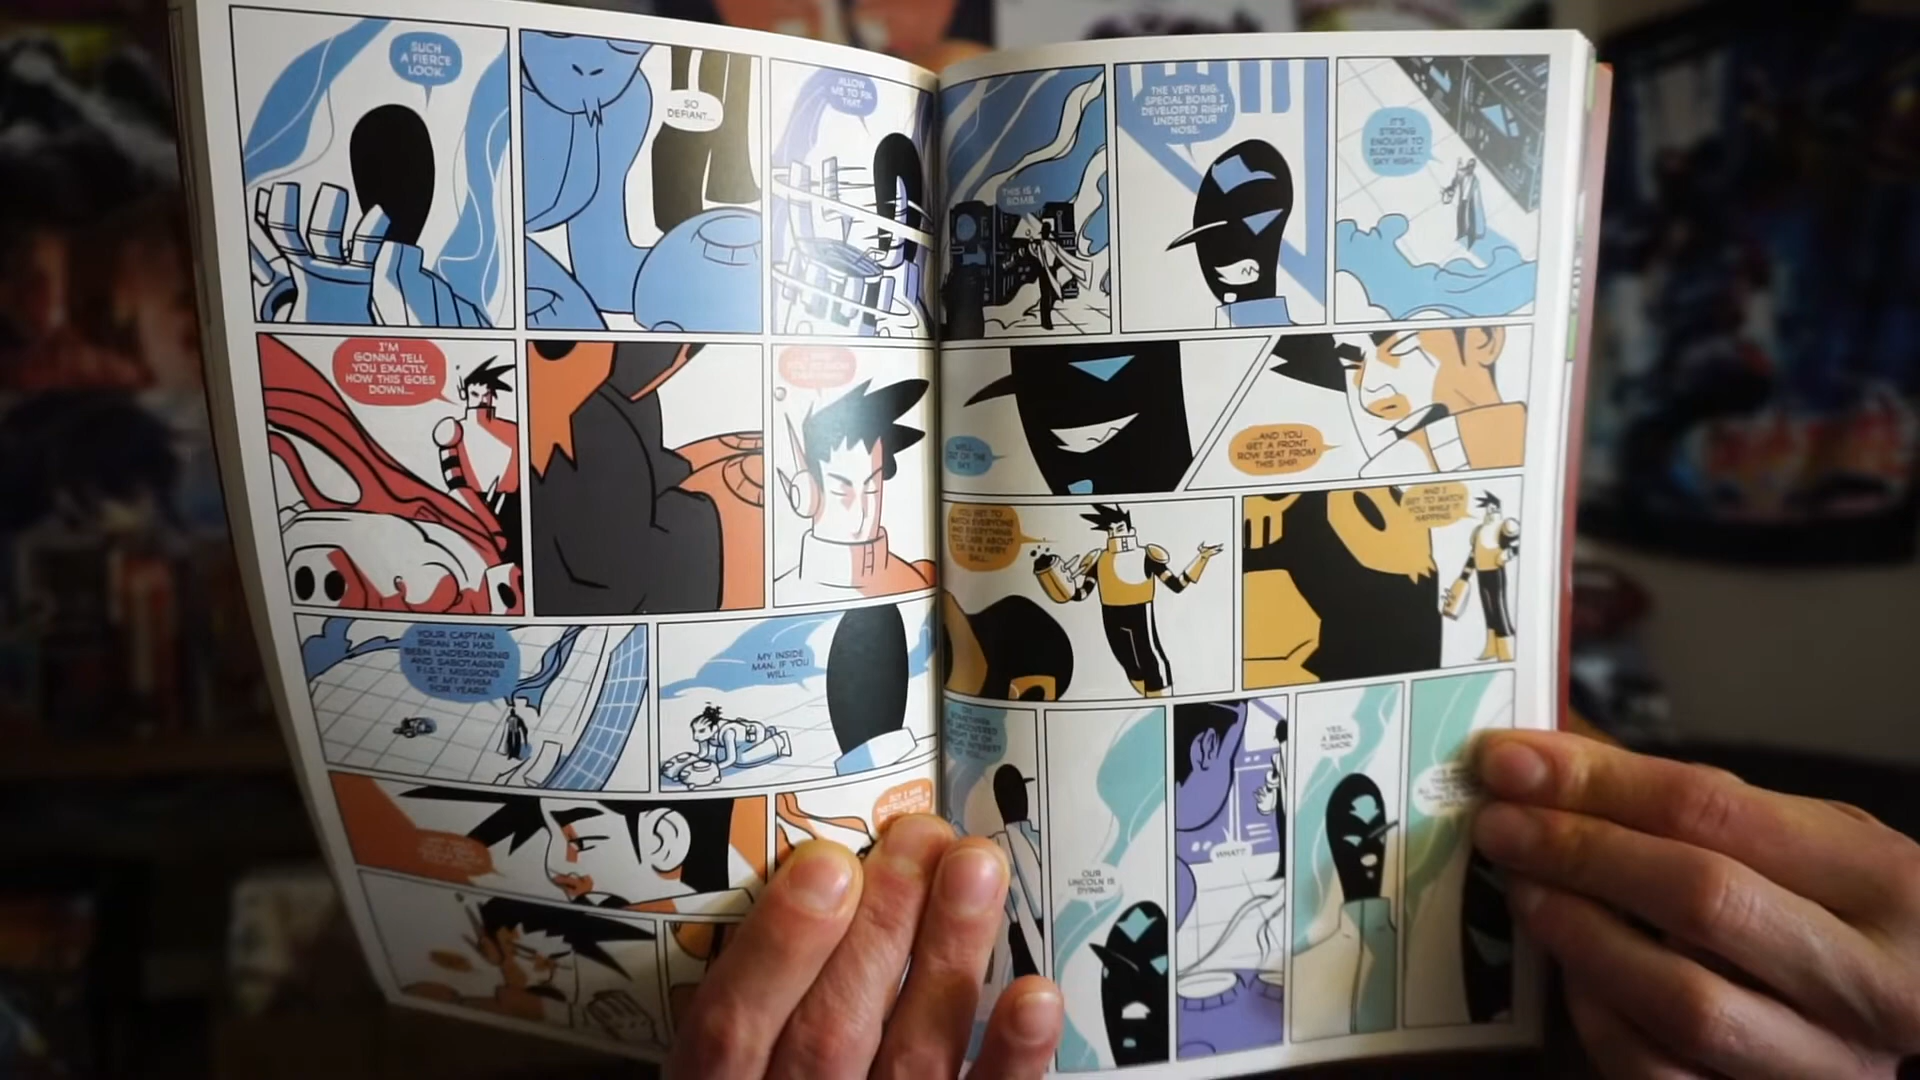 SUCH
A FIERCE
LOOK.
SO
DEFIANT...
ALLOW
ME TO FIX
THAT.
I'M
GONNA TELL
YOU EXACTLY
HOW THIS GOES
DOWN...
YOUR CAPTAIN
BRIAN HO HAS
BEEN UNDERMINING
AND SABOTAGING
F.I.S.T. MISSIONS
AT MY WHIM
FOR YEARS.
MY INSIDE
MAN, IF YOU
WILL...
THIS IS A
BOMB.
THE VERY BIG,
SPECIAL BOMB I
DEVELOPED RIGHT
UNDER YOUR
NOSE.
IT'S
STRONG
ENOUGH TO
BLOW F.I.S.T.
SKY HIGH...
WELL,
OUT OF THE
SKY.
...AND YOU
GET A FRONT
ROW SEAT FROM
THIS SHIP.
YOU GET TO
WATCH EVERYONE
AND EVERYTHING
YOU CARE ABOUT
DIE IN A FIERY
BALL...
AND I
GET TO WATCH
YOU WHILE IT
HAPPENS.
OUR
LINCOLN IS
DYING.
WHAT?
YES...
A BRAIN
TUMOR.